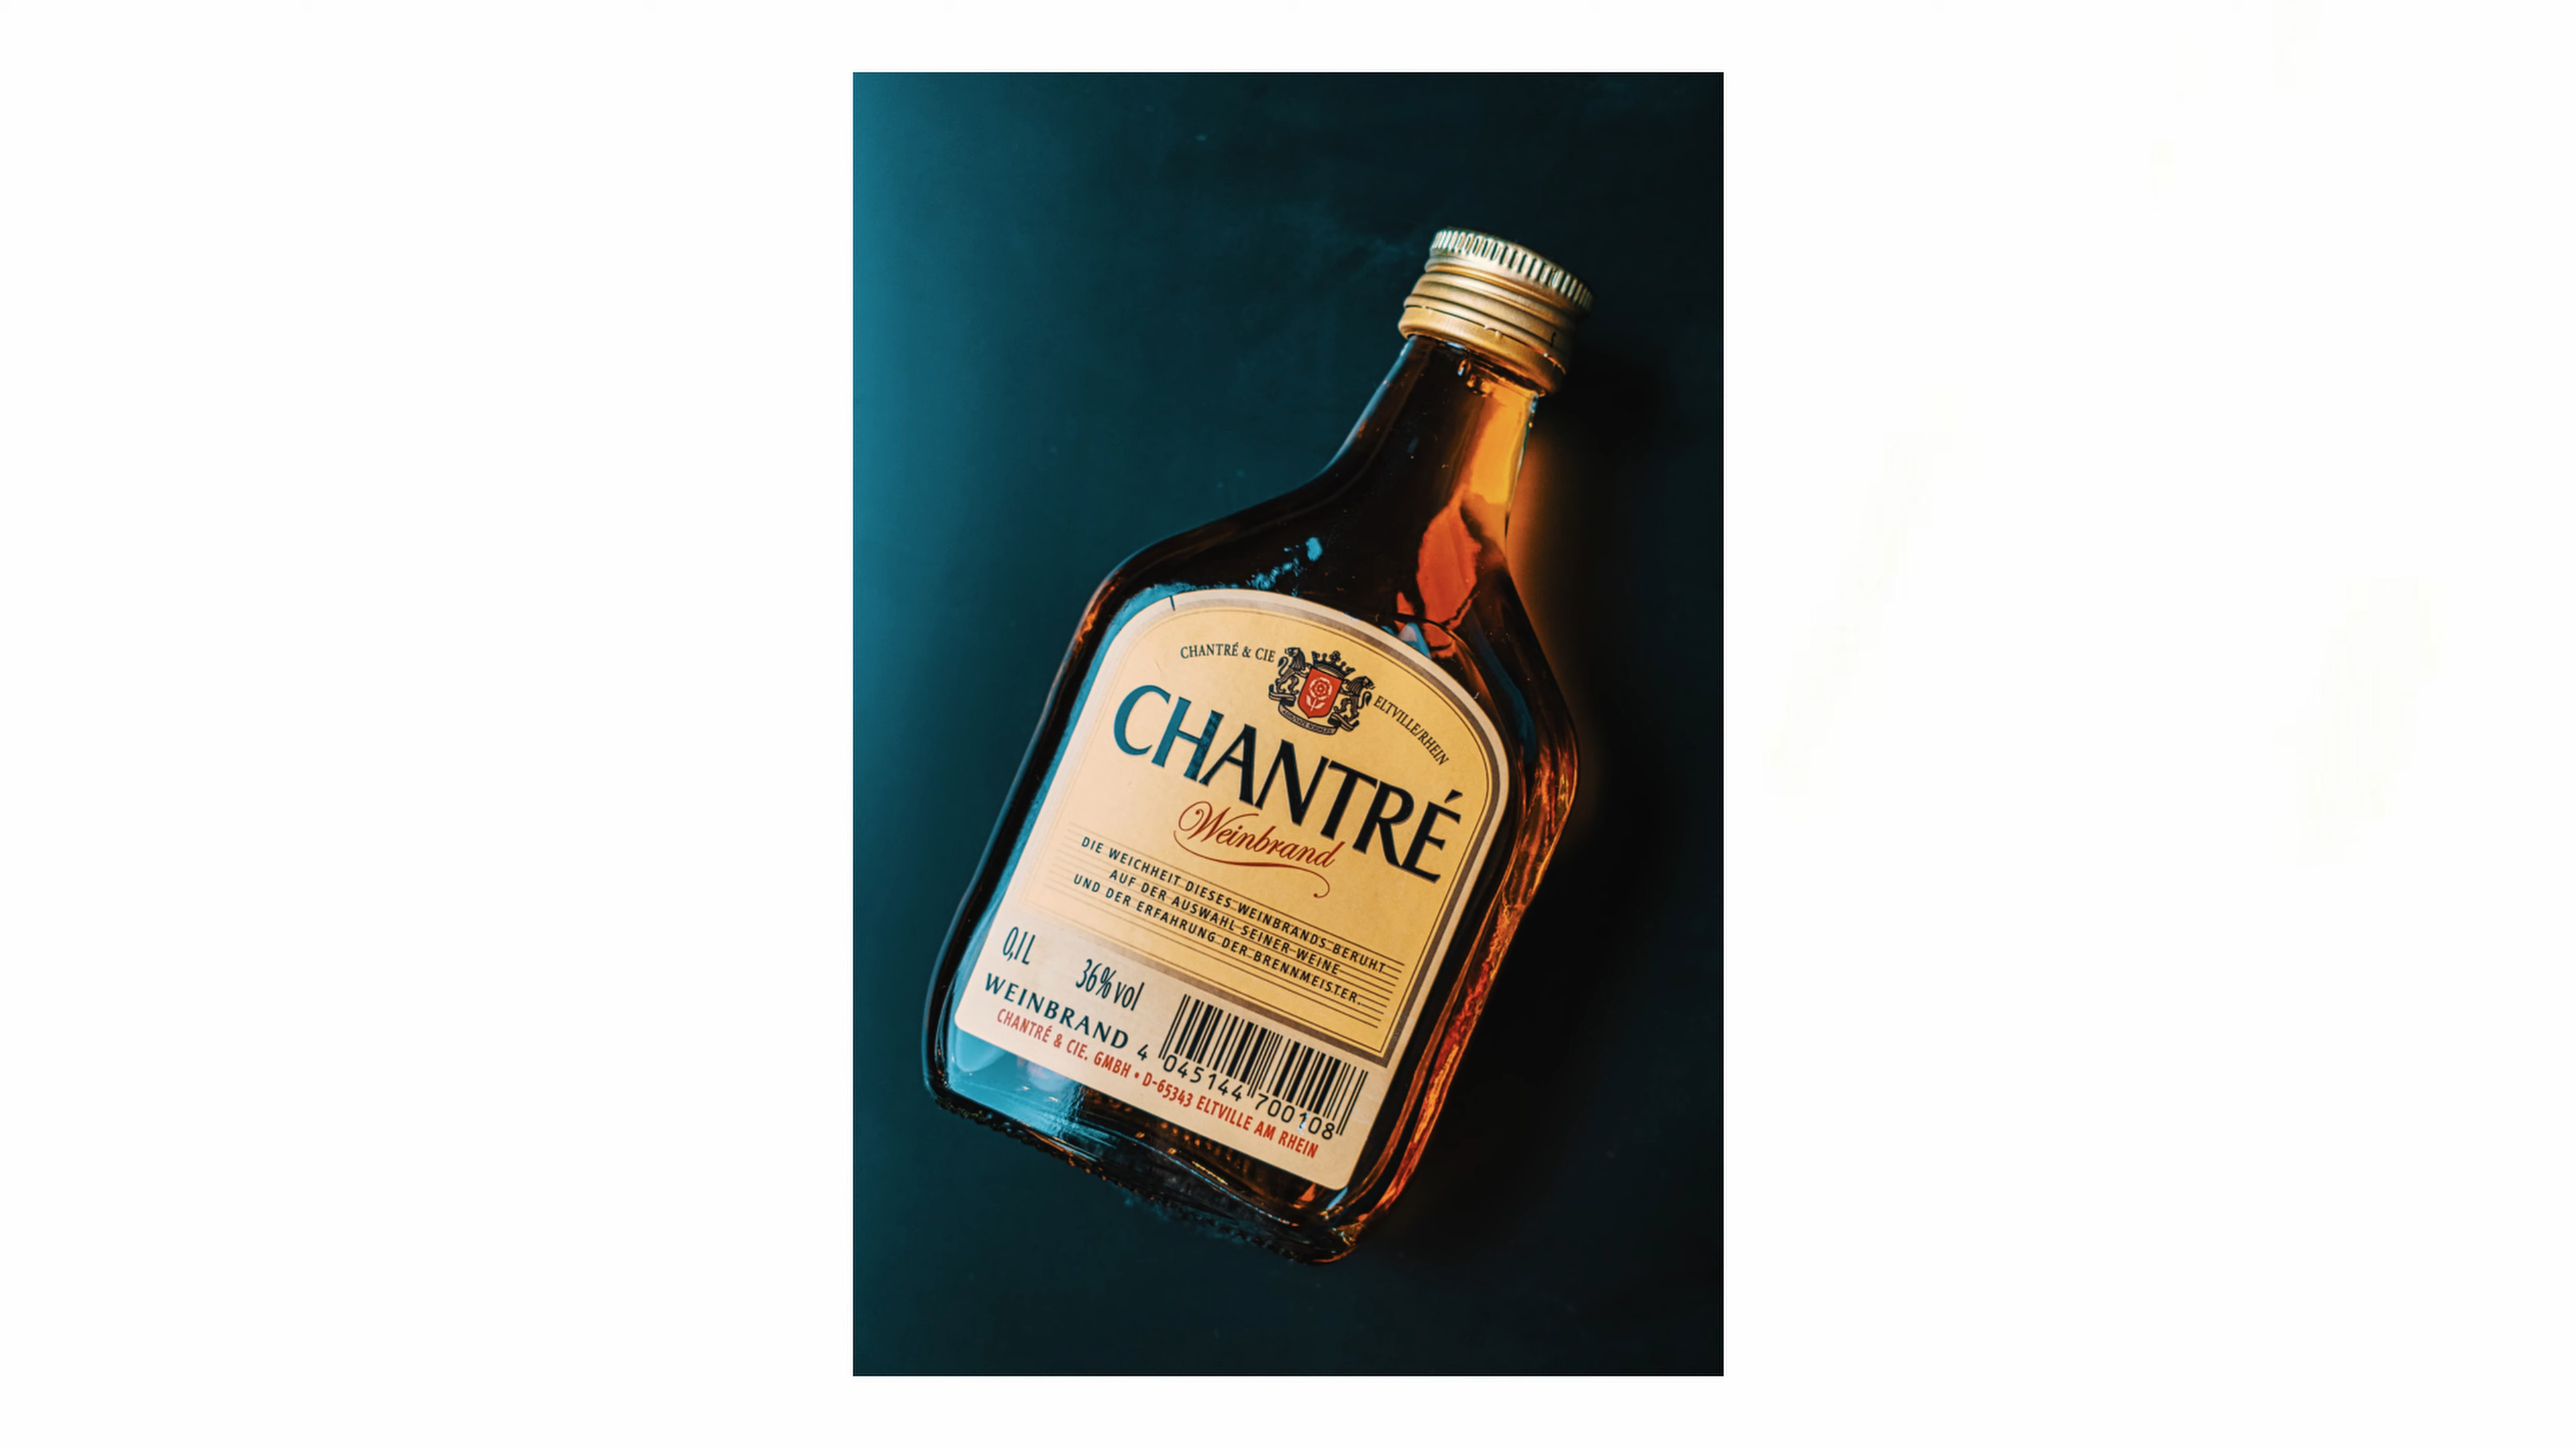 CHANTRÉ & CIE
ELTVILLE/RHEIN
CHANTRÉ
Weinbrand
DIE WEICHHEIT DIESES WEINBRANDS BERUHT
AUF DER AUSWAHL SEINER WEINE
UND DER ERFAHRUNG DER BRENNMEISTER.
0,1L
36% vol
WEINBRAND
4 045144 700108
CHANTRÉ & CIE. GMBH • D-65343 ELTVILLE AM RHEIN